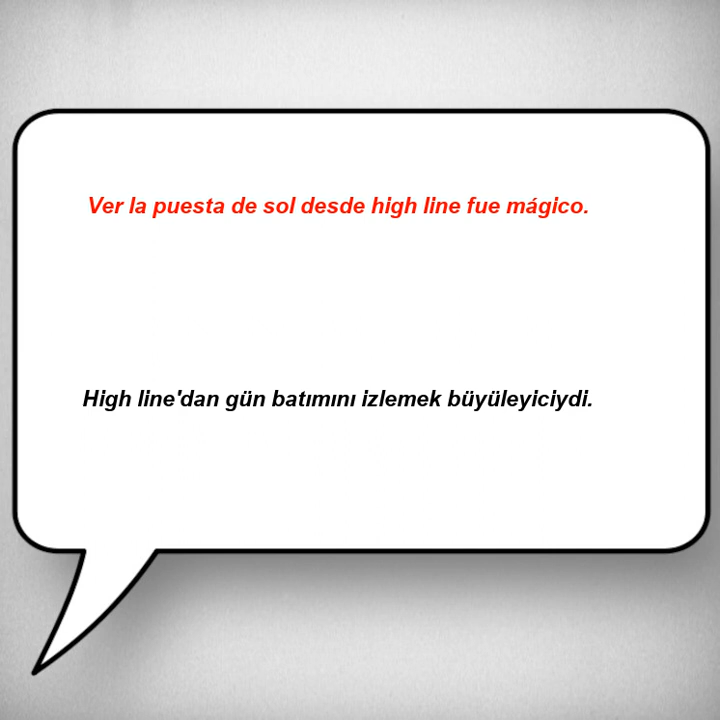 Ver la puesta de sol desde high line fue mágico.
High line'dan gün batımını izlemek büyüleyiciydi.